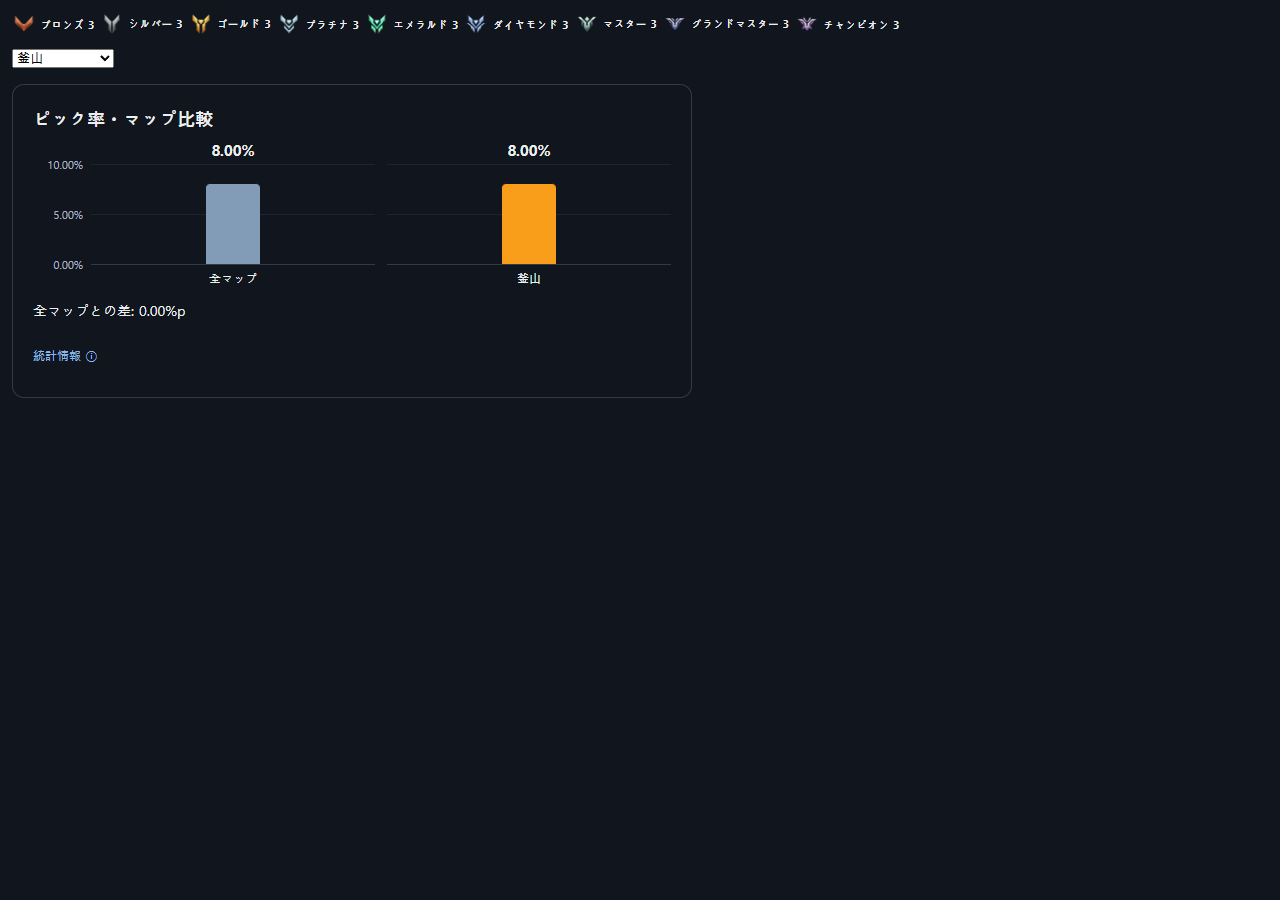 ブロンズ 3 シルバー 3 ゴールド 3 プラチナ 3 エメラルド 3 ダイヤモンド 3 マスター 3 グランドマスター 3 チャンピオン 3
釜山
ピック率・マップ比較
8.00% 8.00%
10.00%
5.00%
0.00%
全マップ 釜山
全マップとの差: 0.00%p
統計情報 ⓘ